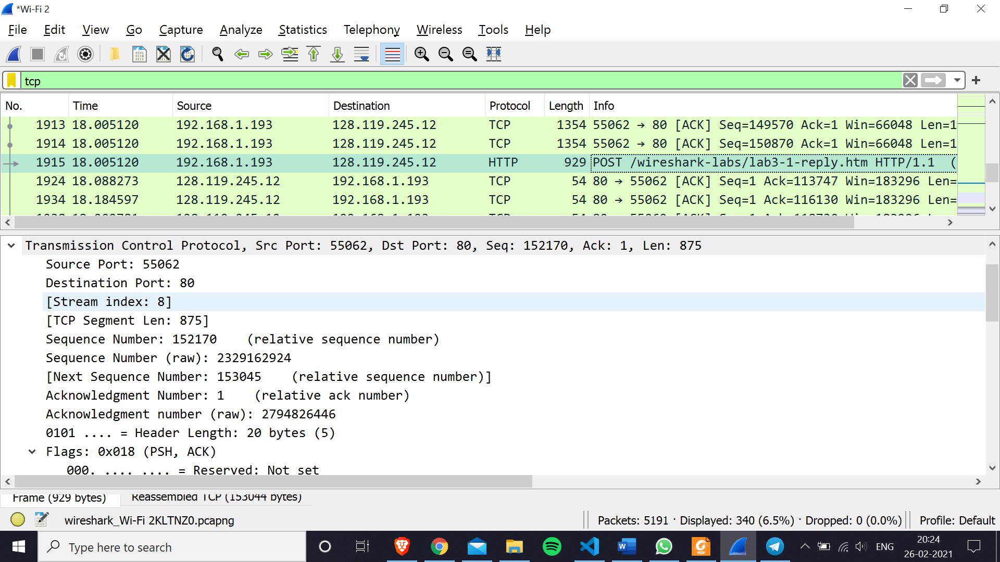 *Wi-Fi 2
File Edit View Go Capture Analyze Statistics Telephony Wireless Tools Help
tcp
No. Time Source Destination Protocol Length Info
1913 18.005120 192.168.1.193 128.119.245.12 TCP 1354 55062 → 80 [ACK] Seq=149570 Ack=1 Win=66048 Len=1
1914 18.005120 192.168.1.193 128.119.245.12 TCP 1354 55062 → 80 [ACK] Seq=150870 Ack=1 Win=66048 Len=1
1915 18.005120 192.168.1.193 128.119.245.12 HTTP 929 POST /wireshark-labs/lab3-1-reply.htm HTTP/1.1 (
1924 18.088273 128.119.245.12 192.168.1.193 TCP 54 80 → 55062 [ACK] Seq=1 Ack=113747 Win=183296 Len=
1934 18.184597 128.119.245.12 192.168.1.193 TCP 54 80 → 55062 [ACK] Seq=1 Ack=116130 Win=183296 Len=
Transmission Control Protocol, Src Port: 55062, Dst Port: 80, Seq: 152170, Ack: 1, Len: 875
Source Port: 55062
Destination Port: 80
[Stream index: 8]
[TCP Segment Len: 875]
Sequence Number: 152170 (relative sequence number)
Sequence Number (raw): 2329162924
[Next Sequence Number: 153045 (relative sequence number)]
Acknowledgment Number: 1 (relative ack number)
Acknowledgment number (raw): 2794826446
0101 .... = Header Length: 20 bytes (5)
Flags: 0x018 (PSH, ACK)
000. .... .... = Reserved: Not set
Frame (929 bytes) Reassembled TCP (153044 bytes)
wireshark_Wi-Fi 2KLTNZ0.pcapng Packets: 5191 · Displayed: 340 (6.5%) · Dropped: 0 (0.0%) Profile: Default
Type here to search
ENG
20:24
26-02-2021